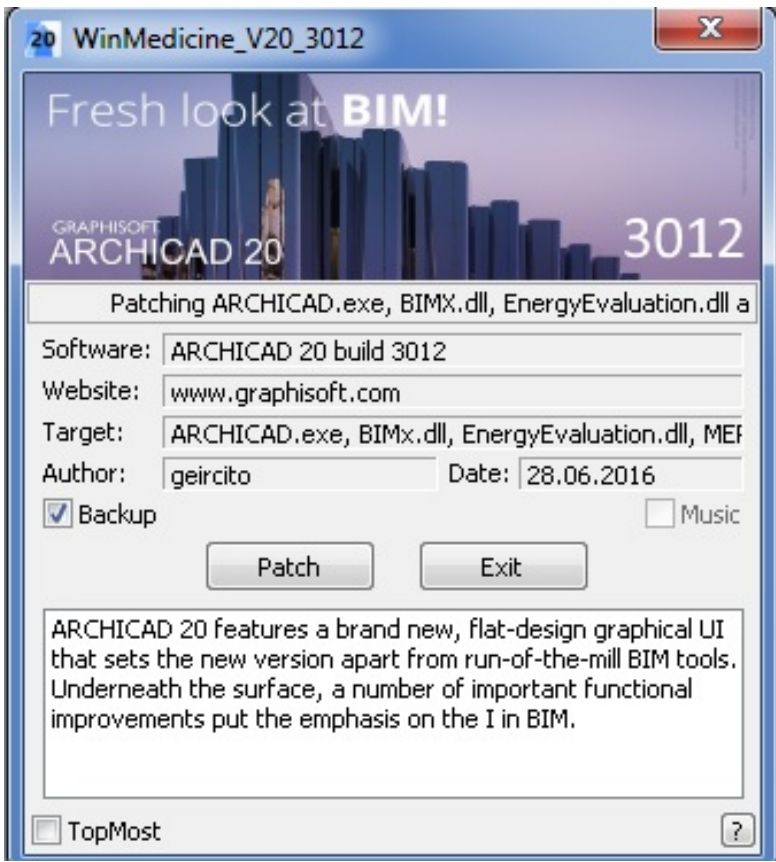 20 WinMedicine_V20_3012
Fresh look at BIM!
GRAPHISOFT
ARCHICAD 20
3012
Patching ARCHICAD.exe, BIMX.dll, EnergyEvaluation.dll a
Software: ARCHICAD 20 build 3012
Website: www.graphisoft.com
Target: ARCHICAD.exe, BIMx.dll, EnergyEvaluation.dll, MEP
Author: geircito Date: 28.06.2016
Backup Music
Patch Exit
ARCHICAD 20 features a brand new, flat-design graphical UI
that sets the new version apart from run-of-the-mill BIM tools.
Underneath the surface, a number of important functional
improvements put the emphasis on the I in BIM.
TopMost ?